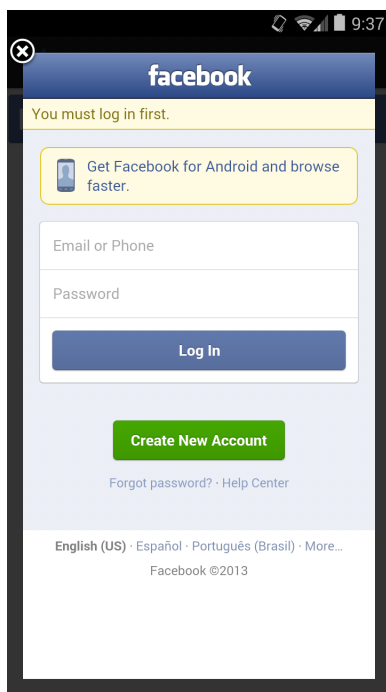 9:37
facebook
You must log in first.
Get Facebook for Android and browse
faster.
Email or Phone
Password
Log In
Create New Account
Forgot password? · Help Center
English (US) · Español · Português (Brasil) · More...
Facebook ©2013